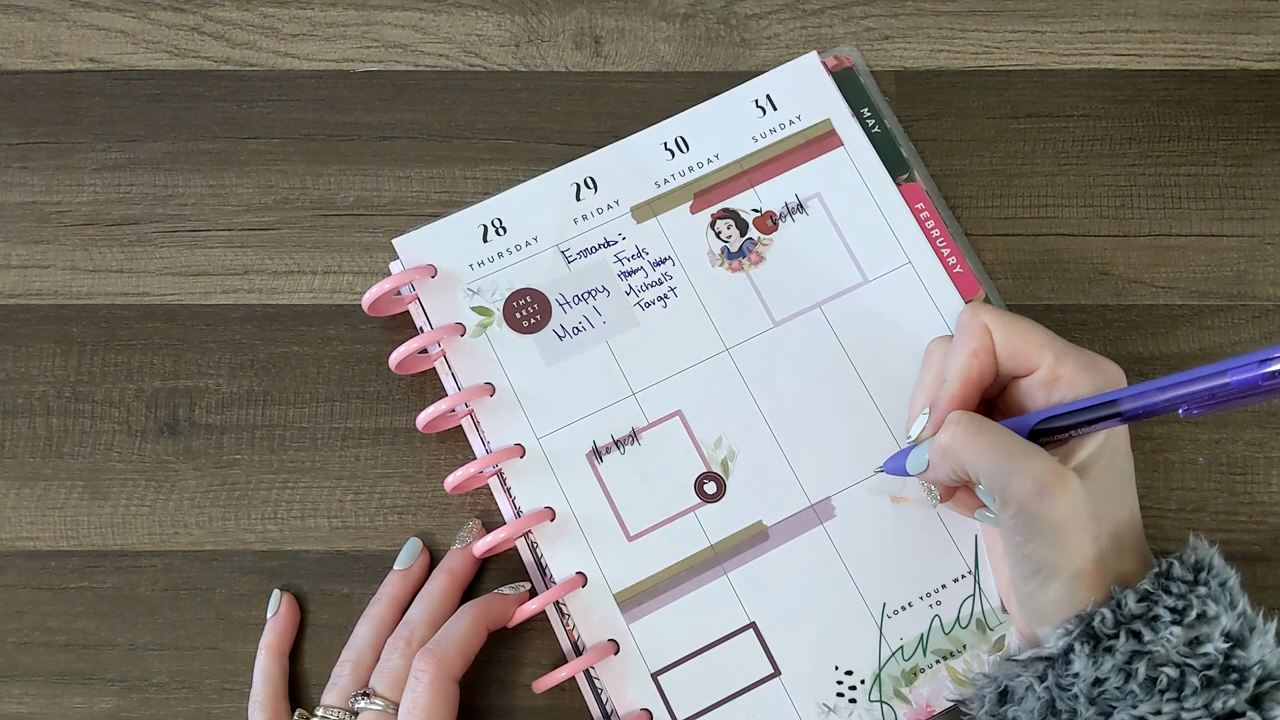 28
THURSDAY
29
FRIDAY
30
SATURDAY
31
SUNDAY
MAY
FEBRUARY
Errands:
Freds
Hobby lobby
Michaels
Target
THE
BEST
DAY
Happy
Mail!
rooted
the best
LOSE YOUR WAY
TO
find
YOURSELF